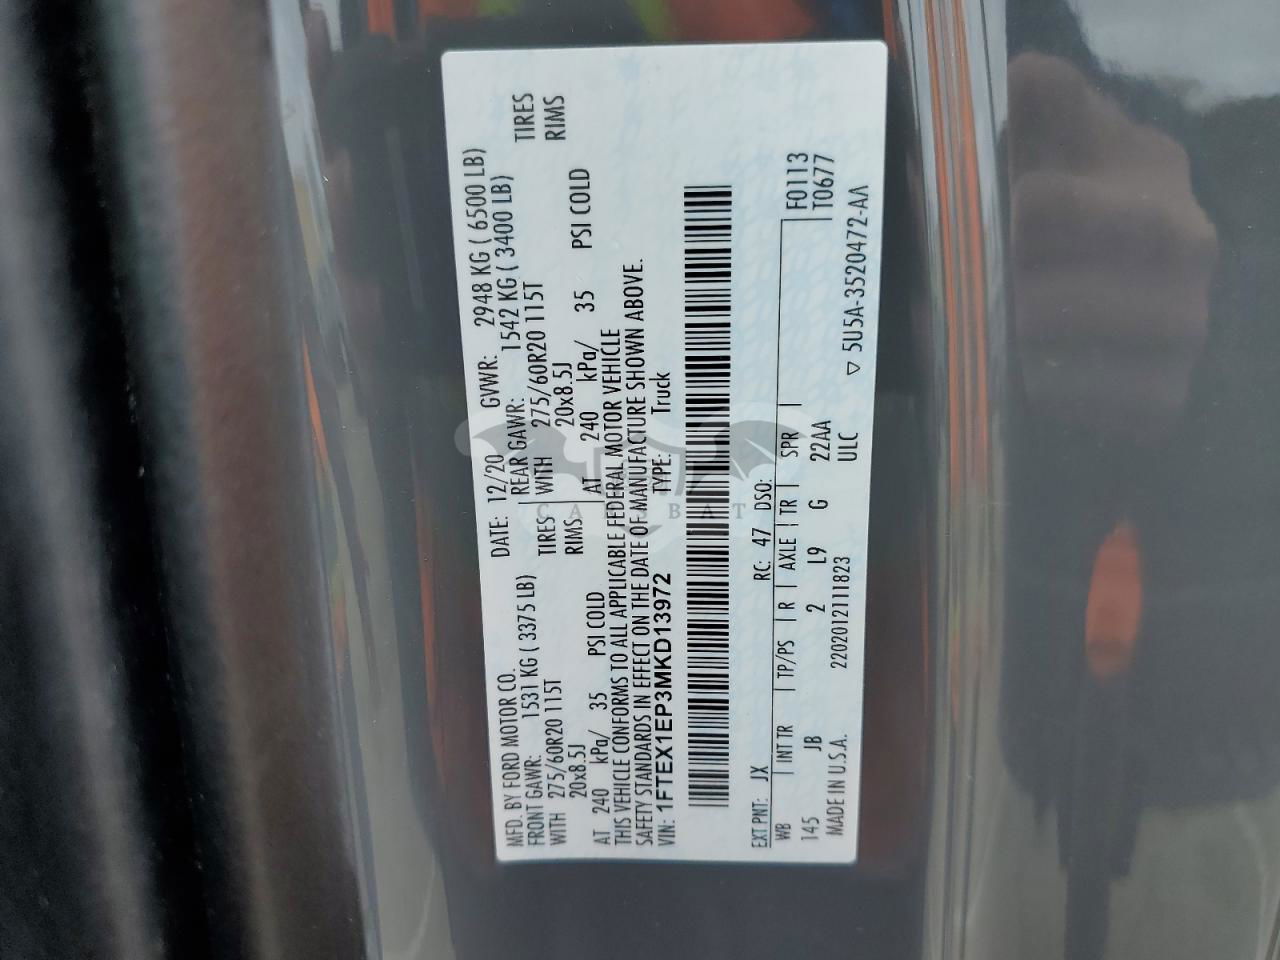 MFD. BY FORD MOTOR CO. DATE: 12/20 GVWR: 2948 KG ( 6500 LB)
FRONT GAWR: 1531 KG ( 3375 LB) REAR GAWR: 1542 KG ( 3400 LB)
WITH 275/60R20 115T TIRES WITH 275/60R20 115T TIRES
20x8.5J RIMS 20x8.5J RIMS
AT 240 kPa/ 35 PSI COLD AT 240 kPa/ 35 PSI COLD
THIS VEHICLE CONFORMS TO ALL APPLICABLE FEDERAL MOTOR VEHICLE
SAFETY STANDARDS IN EFFECT ON THE DATE OF MANUFACTURE SHOWN ABOVE.
VIN: 1FTEX1EP3MKD13972 TYPE: Truck
EXT PNT: JX RC: 47 DSO:
WB INT TR TP/PS R AXLE TR SPR F0113
145 JB 2 L9 G 22AA T0677
MADE IN U.S.A. 22020121111823 ULC
▽ 5U5A-3520472-AA
CARSBAT